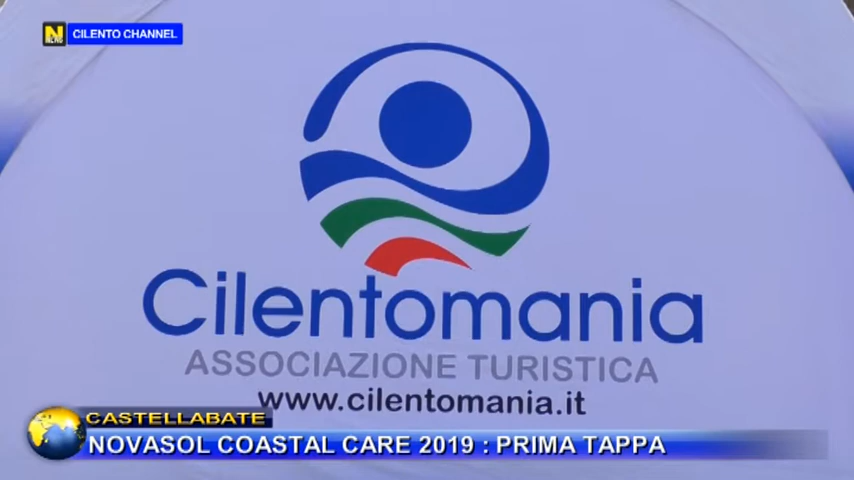 N
CILENTO CHANNEL
Cilentomania
ASSOCIAZIONE TURISTICA
www.cilentomania.it
CASTELLABATE
NOVASOL COASTAL CARE 2019 : PRIMA TAPPA